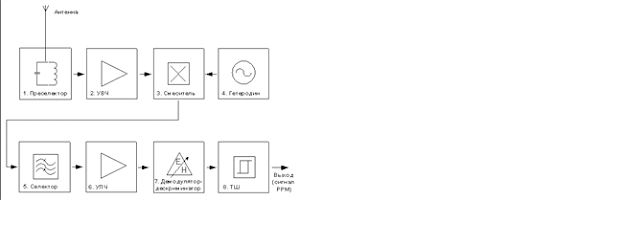 Антенна
1. Преселектор
2. УВЧ
3. Смеситель
4. Гетеродин
5. Селектор
6. УПЧ
E
H
7. Демодулятор-
дескриминатор
8. ТШ
Выход
(сигнал
PPM)